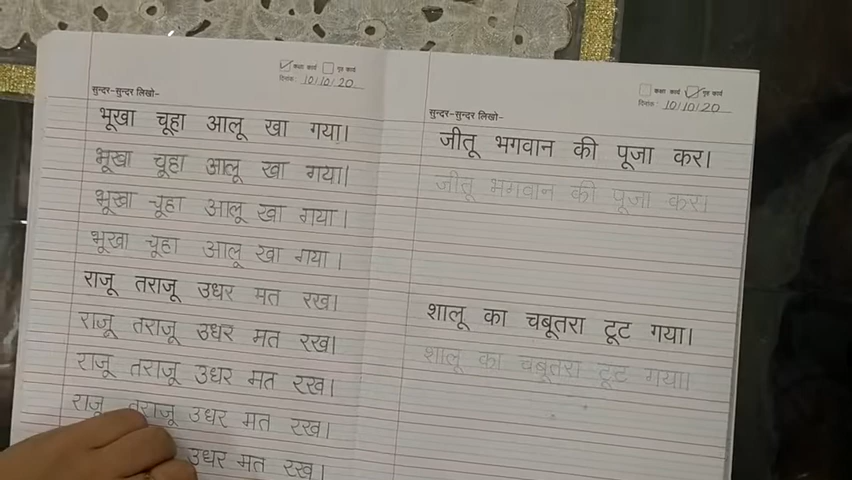 कक्षा कार्य गृह कार्य
दिनांक : 10/10/20
सुन्दर-सुन्दर लिखो-
भूखा चूहा आलू खा गया।
भूखा चूहा आलू खा गया।
भूखा चूहा आलू खा गया।
भूखा चूहा आलू खा गया।
राजू तराजू उधर मत रख।
राजू तराजू उधर मत रख।
राजू तराजू उधर मत रख।
राजू तराजू उधर मत रख।
उधर मत रख।
कक्षा कार्य गृह कार्य
दिनांक : 10/10/20
सुन्दर-सुन्दर लिखो-
जीतू भगवान की पूजा कर।
जीतू भगवान की पूजा कर।
शालू का चबूतरा टूट गया।
शालू का चबूतरा टूट गया।